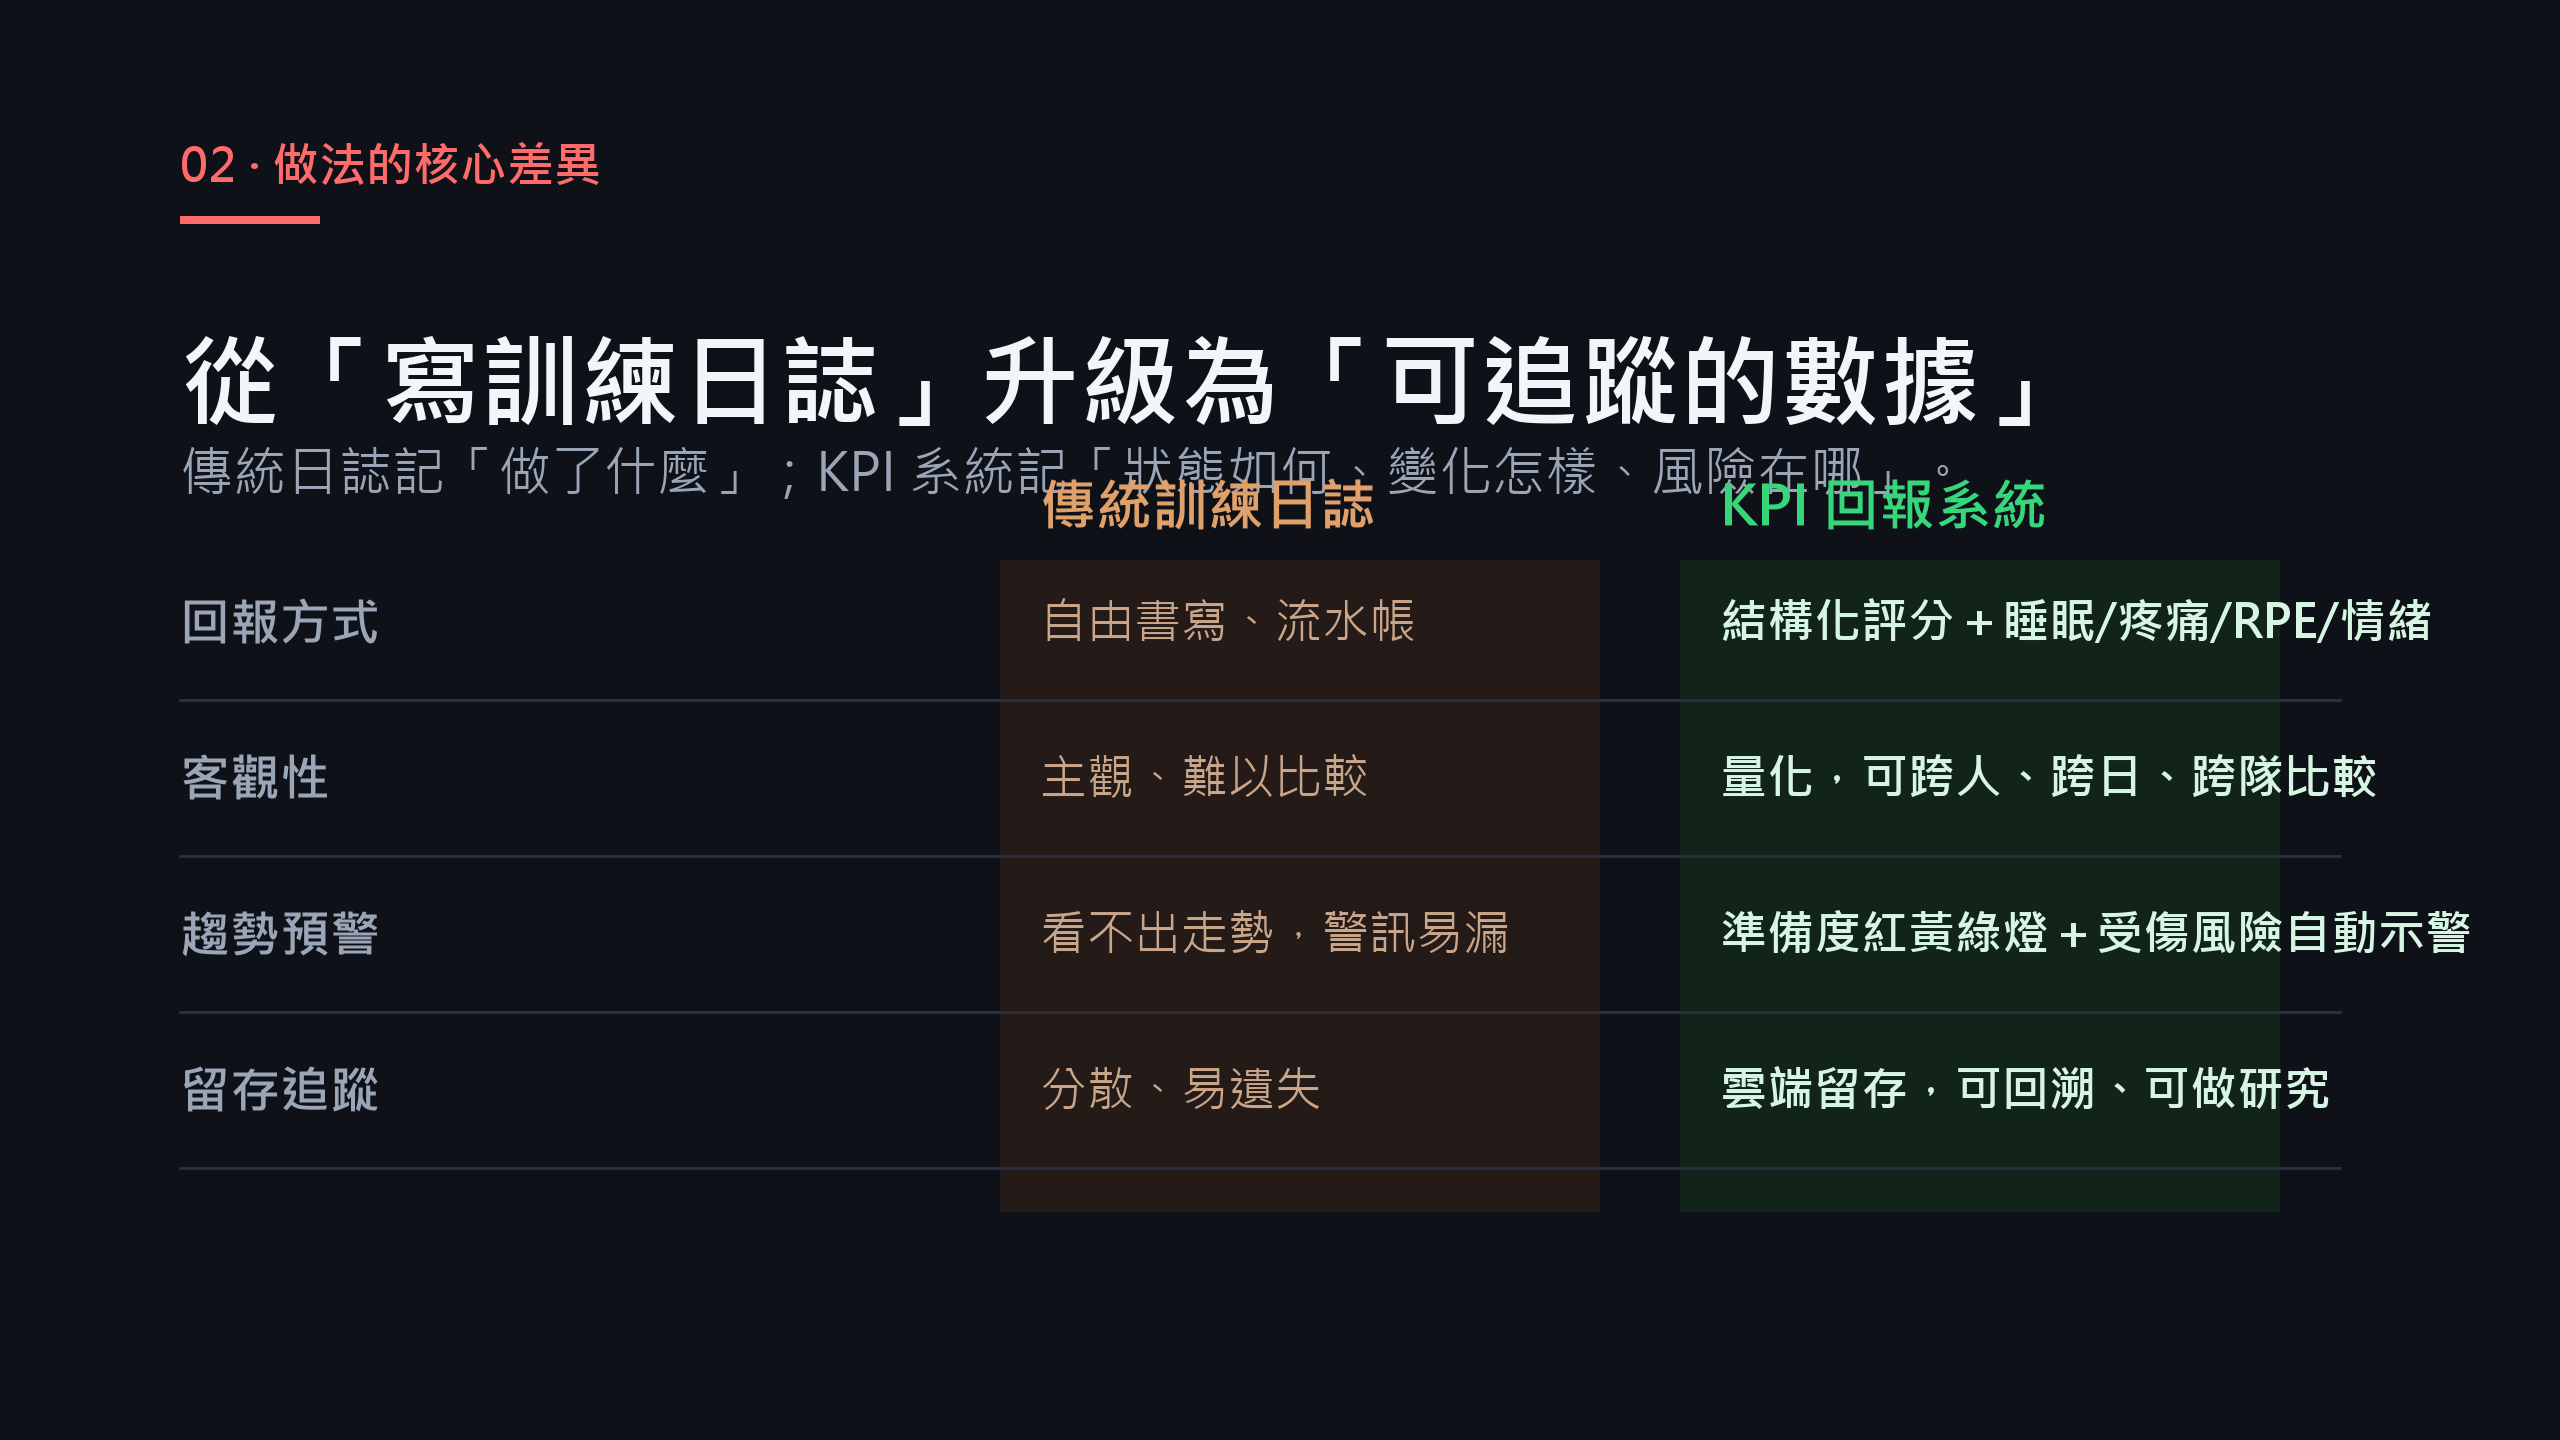 02 · 做法的核心差異
從「寫訓練日誌」升級為「可追蹤的數據」
傳統日誌記「做了什麼」；KPI 系統記「狀態如何、變化怎樣、風險在哪」。
傳統訓練日誌 KPI 回報系統
回報方式 自由書寫、流水帳 結構化評分 + 睡眠/疼痛/RPE/情緒
客觀性 主觀、難以比較 量化，可跨人、跨日、跨隊比較
趨勢預警 看不出走勢，警訊易漏 準備度紅黃綠燈 + 受傷風險自動示警
留存追蹤 分散、易遺失 雲端留存，可回溯、可做研究